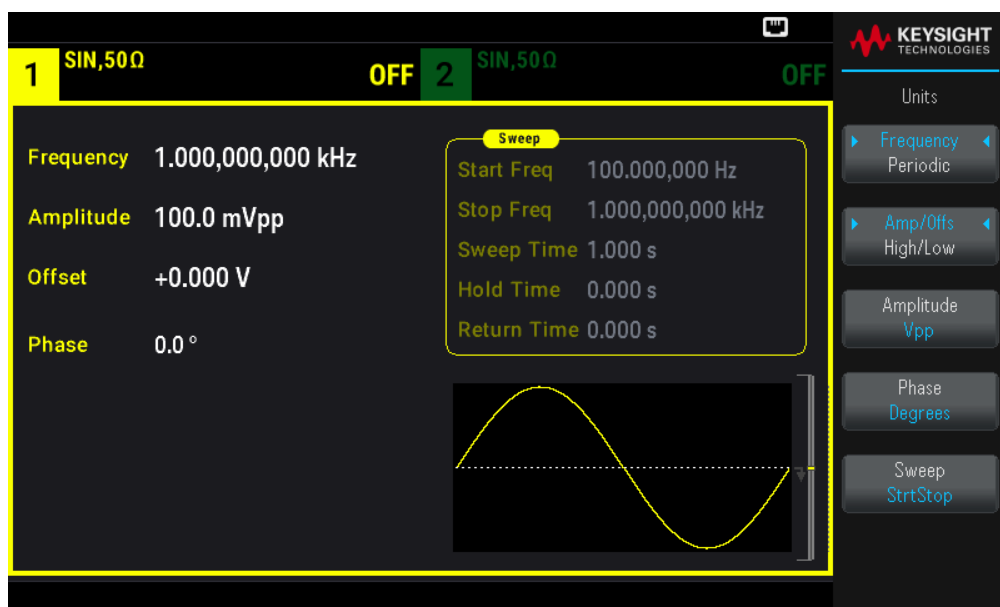 KEYSIGHT
TECHNOLOGIES
1 SIN,50Ω OFF 2 SIN,50Ω OFF
Units
Sweep
Frequency 1.000,000,000 kHz
Amplitude 100.0 mVpp
Offset +0.000 V
Phase 0.0 °
Start Freq 100.000,000 Hz
Stop Freq 1.000,000,000 kHz
Sweep Time 1.000 s
Hold Time 0.000 s
Return Time 0.000 s
Frequency
Periodic
Amp/Offs
High/Low
Amplitude
Vpp
Phase
Degrees
Sweep
StrtStop